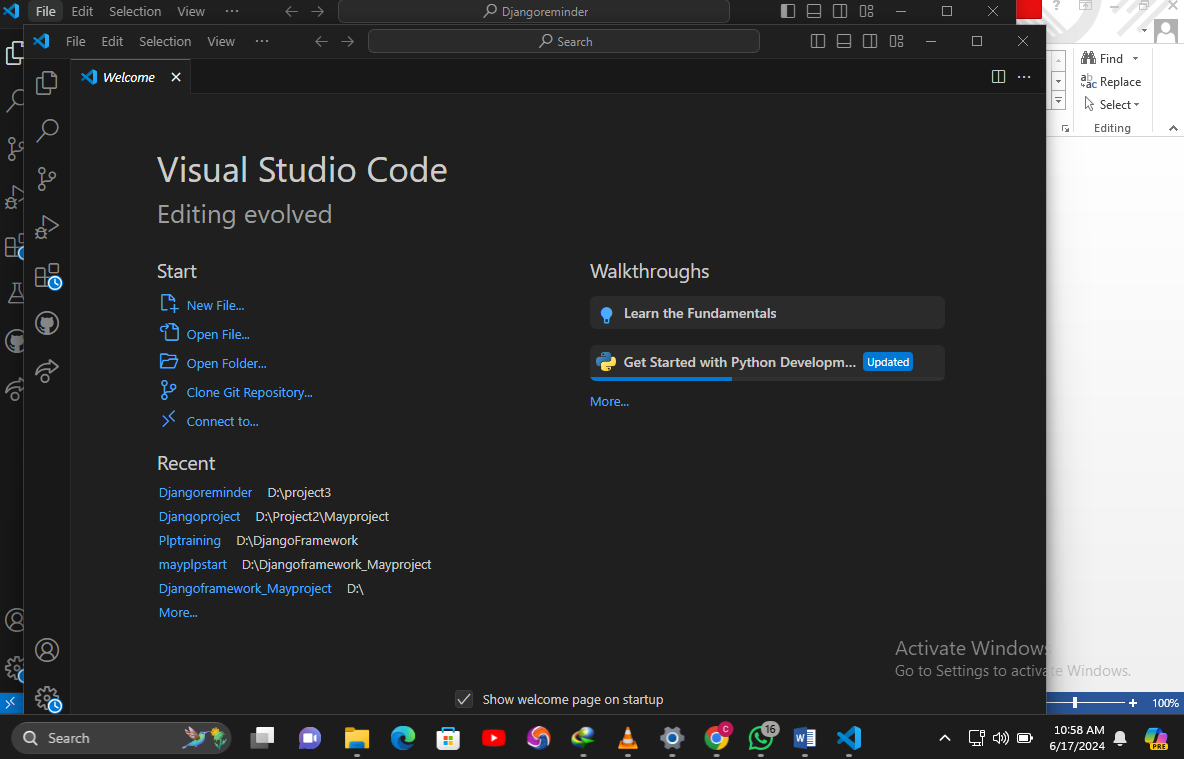 File Edit Selection View ··· Djangoreminder
File Edit Selection View ··· Search
Welcome
Visual Studio Code
Editing evolved
Start
New File...
Open File...
Open Folder...
Clone Git Repository...
Connect to...
Recent
Djangoreminder D:\project3
Djangoproject D:\Project2\Mayproject
Plptraining D:\DjangoFramework
mayplpstart D:\Djangoframework_Mayproject
Djangoframework_Mayproject D:\
More...
Walkthroughs
Learn the Fundamentals
Get Started with Python Developm... Updated
More...
Show welcome page on startup
?
Find
abac Replace
Select
Editing
Activate Windows
Go to Settings to activate Windows.
100%
Search
C
16
W
10:58 AM
6/17/2024
PRE